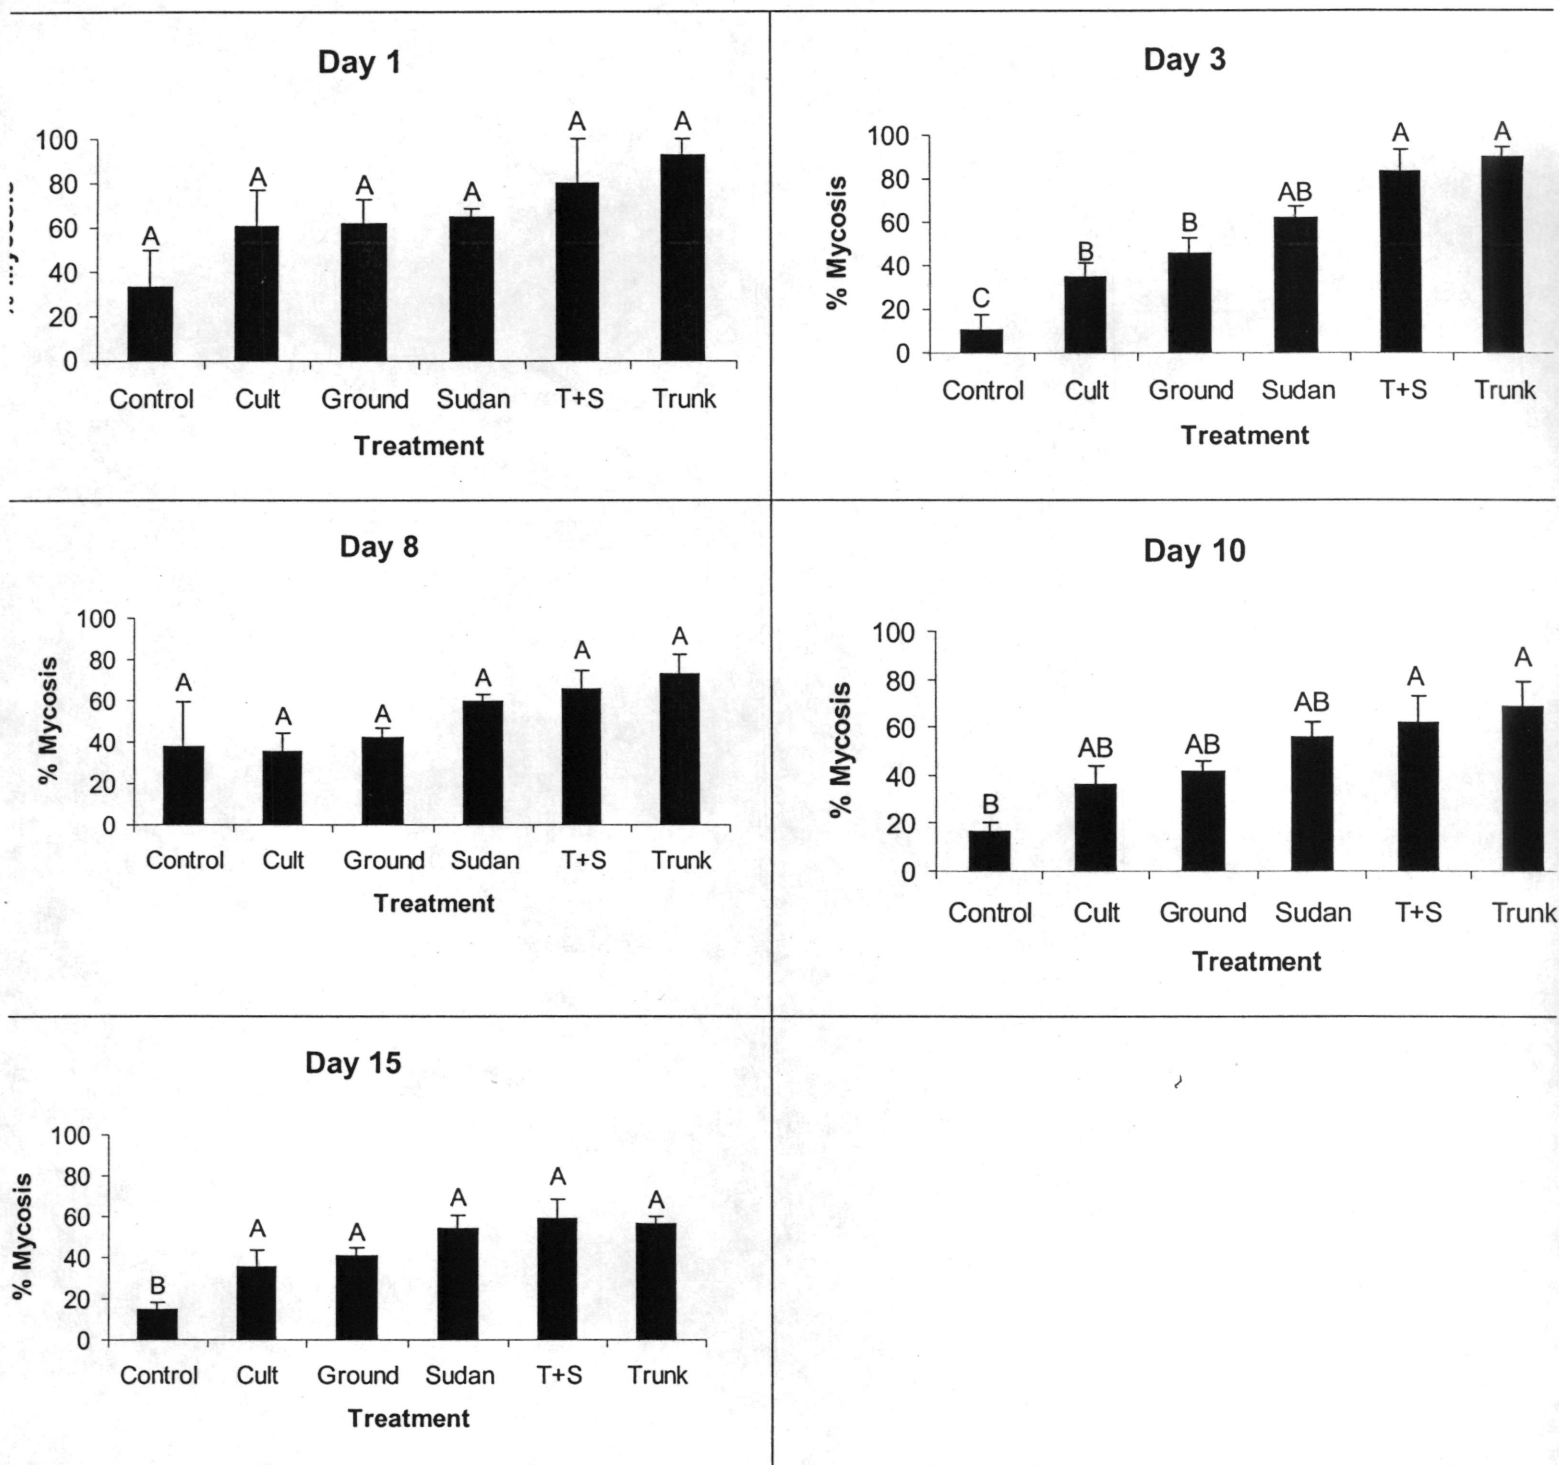 Day 1
A A A A A A
100
80
60
40
20
0
Control Cult Ground Sudan T+S Trunk
Treatment
Day 3
% Mycosis
A A AB B B C
100
80
60
40
20
0
Control Cult Ground Sudan T+S Trunk
Treatment
Day 8
% Mycosis
A A A A A A
100
80
60
40
20
0
Control Cult Ground Sudan T+S Trunk
Treatment
Day 10
% Mycosis
B AB AB AB A A
100
80
60
40
20
0
Control Cult Ground Sudan T+S Trunk
Treatment
Day 15
% Mycosis
B A A A A A
100
80
60
40
20
0
Control Cult Ground Sudan T+S Trunk
Treatment